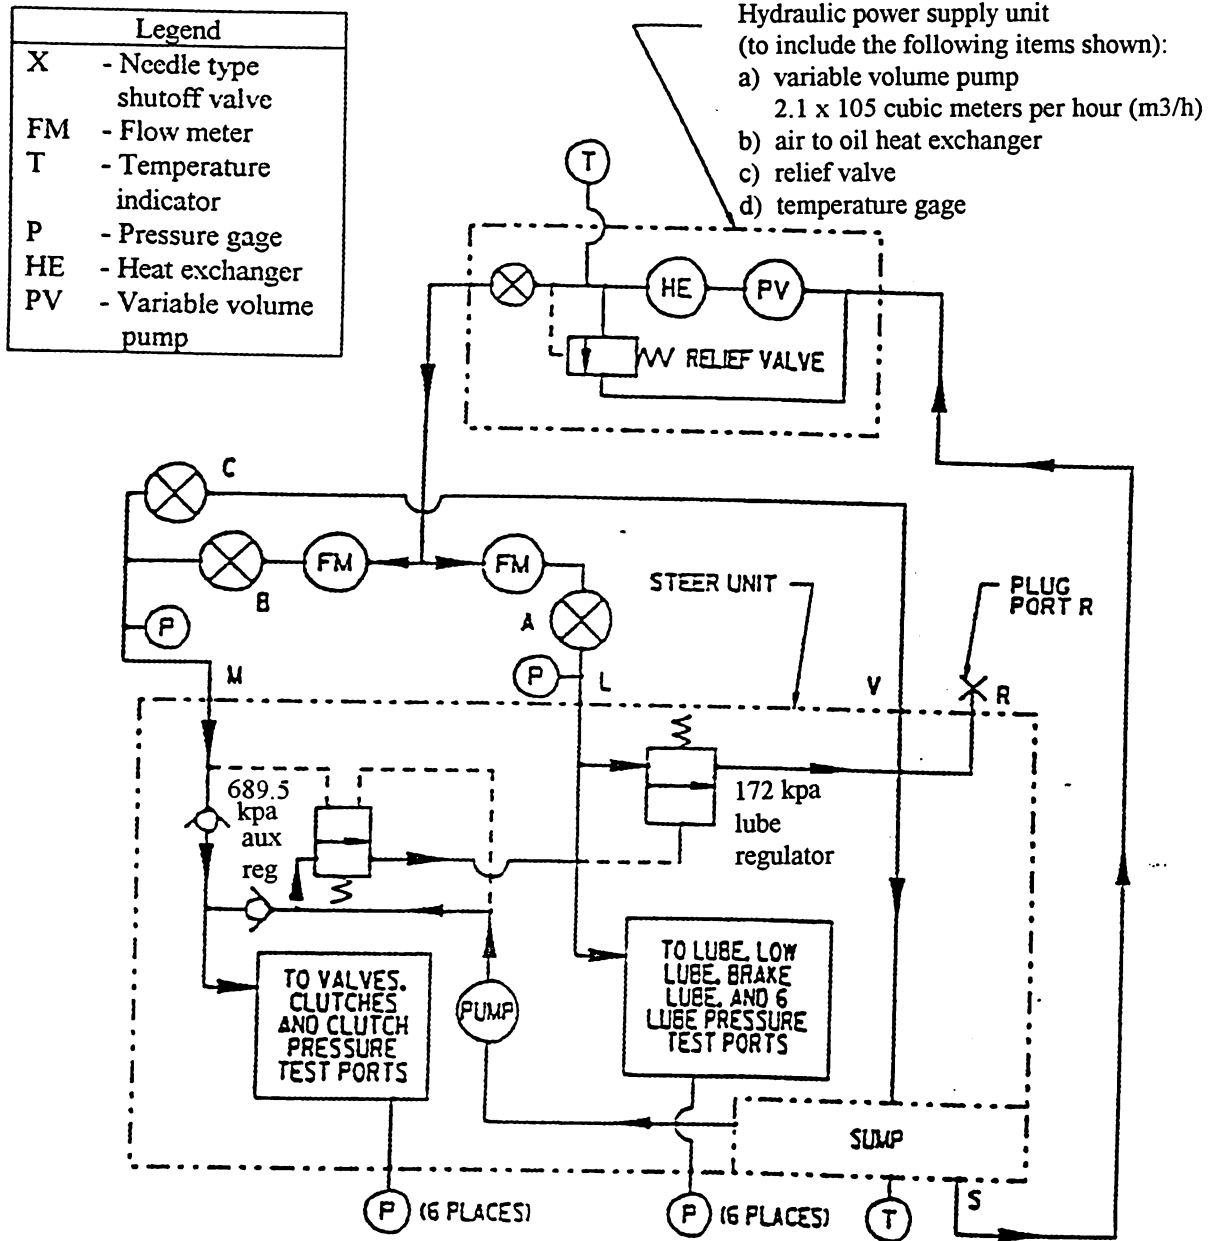 Legend
X - Needle type
shutoff valve
FM - Flow meter
T - Temperature
indicator
P - Pressure gage
HE - Heat exchanger
PV - Variable volume
pump
Hydraulic power supply unit
(to include the following items shown):
a) variable volume pump
2.1 x 105 cubic meters per hour (m3/h)
b) air to oil heat exchanger
c) relief valve
d) temperature gage
T
HE
PV
RELIEF VALVE
C
FM
FM
B
A
P
P
M
L
STEER UNIT
PLUG
PORT R
V
R
689.5
kpa
aux
reg
172 kpa
lube
regulator
TO VALVES,
CLUTCHES
AND CLUTCH
PRESSURE
TEST PORTS
PUMP
TO LUBE, LOW
LUBE, BRAKE
LUBE, AND 6
LUBE PRESSURE
TEST PORTS
SUMP
P (6 PLACES)
P (6 PLACES)
T
S